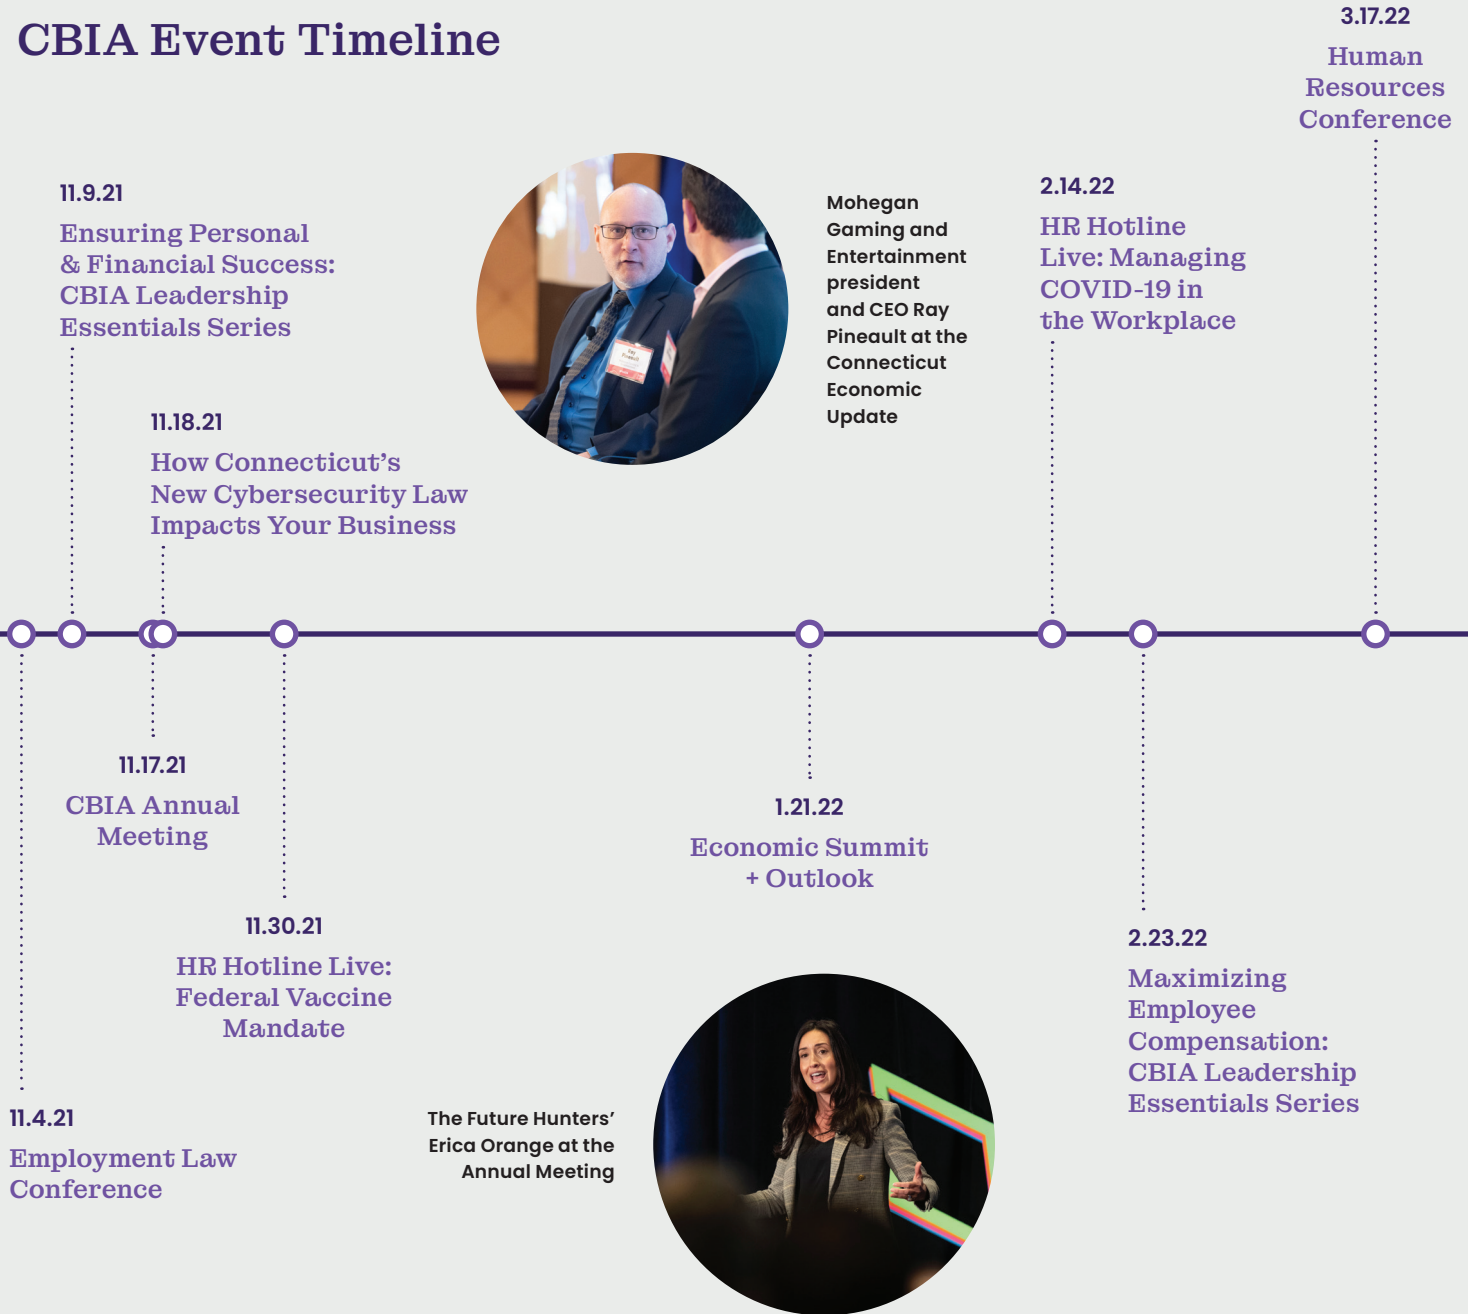 CBIA Event Timeline
3.17.22
Human
Resources
Conference
11.9.21
Ensuring Personal
& Financial Success:
CBIA Leadership
Essentials Series
Mohegan
Gaming and
Entertainment
president
and CEO Ray
Pineault at the
Connecticut
Economic
Update
2.14.22
HR Hotline
Live: Managing
COVID-19 in
the Workplace
11.18.21
How Connecticut’s
New Cybersecurity Law
Impacts Your Business
11.17.21
CBIA Annual
Meeting
1.21.22
Economic Summit
+ Outlook
11.30.21
HR Hotline Live:
Federal Vaccine
Mandate
2.23.22
Maximizing
Employee
Compensation:
CBIA Leadership
Essentials Series
11.4.21
Employment Law
Conference
The Future Hunters’
Erica Orange at the
Annual Meeting